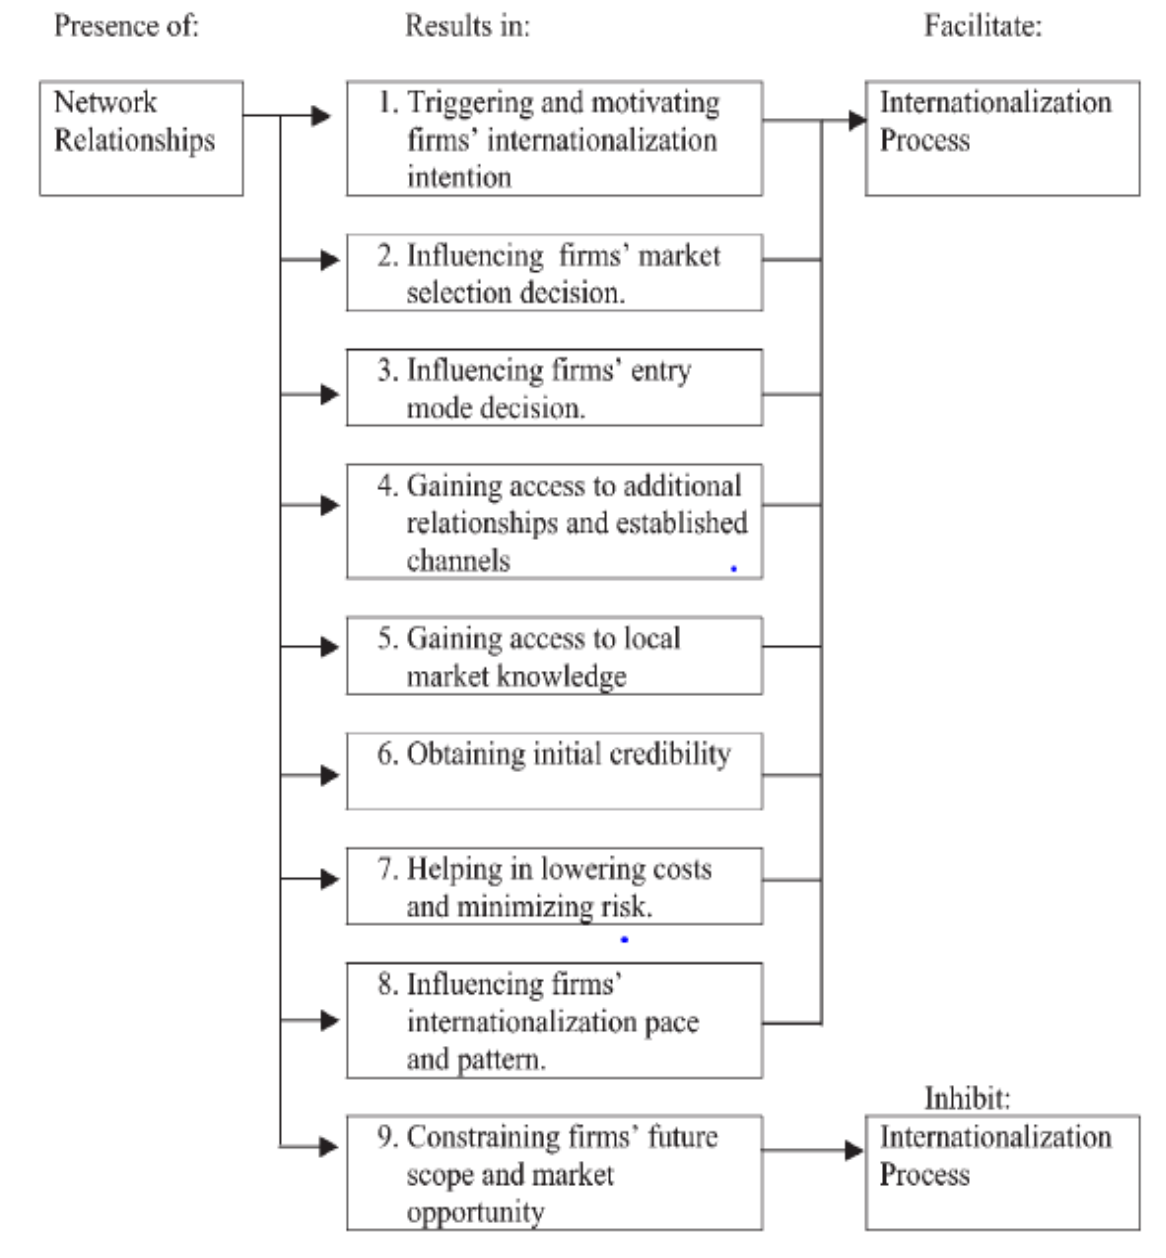 Presence of:
Results in:
Facilitate:
Network
Relationships
1. Triggering and motivating
firms’ internationalization
intention
Internationalization
Process
2. Influencing firms’ market
selection decision.
3. Influencing firms’ entry
mode decision.
4. Gaining access to additional
relationships and established
channels
5. Gaining access to local
market knowledge
6. Obtaining initial credibility
7. Helping in lowering costs
and minimizing risk.
8. Influencing firms’
internationalization pace
and pattern.
9. Constraining firms’ future
scope and market
opportunity
Inhibit:
Internationalization
Process